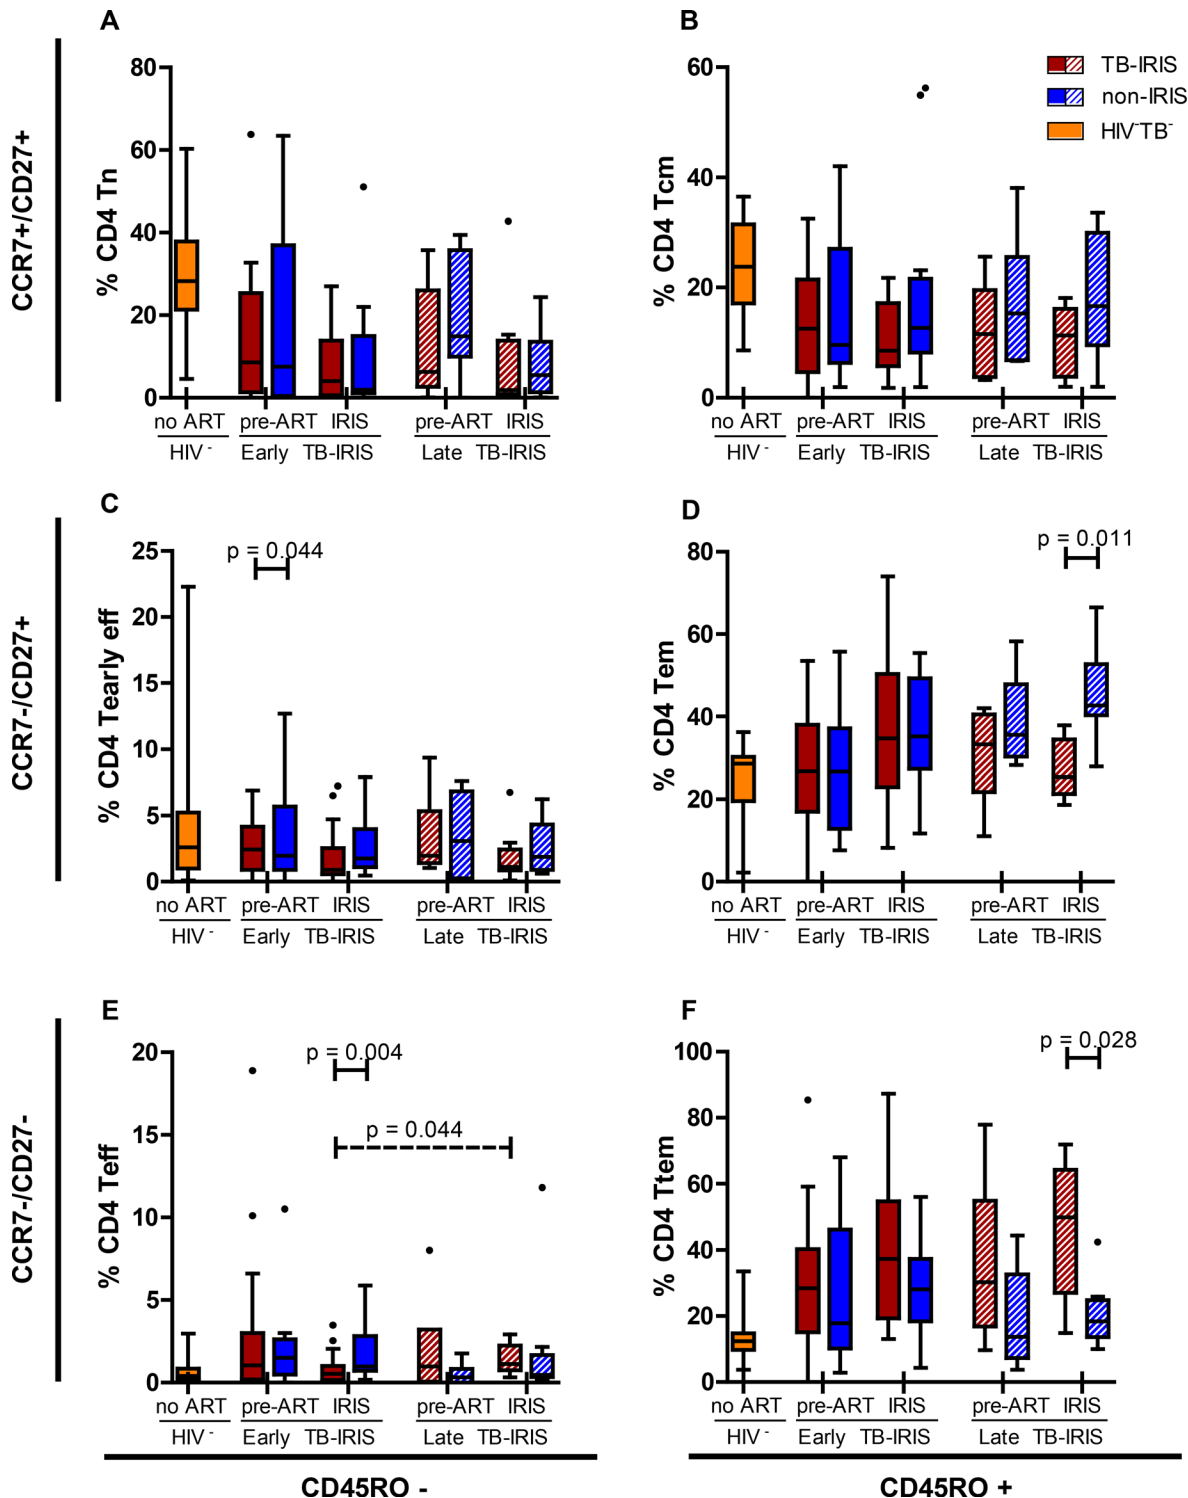 A
CCR7+/CD27+
% CD4 Tn
80
60
40
20
0
no ART pre-ART IRIS pre-ART IRIS
HIV - Early TB-IRIS Late TB-IRIS
B
% CD4 Tcm
60
40
20
0
TB-IRIS
non-IRIS
HIV-TB-
no ART pre-ART IRIS pre-ART IRIS
HIV - Early TB-IRIS Late TB-IRIS
C
CCR7-/CD27+
% CD4 Tearly eff
25
20
15
10
5
0
p = 0.044
no ART pre-ART IRIS pre-ART IRIS
HIV - Early TB-IRIS Late TB-IRIS
D
% CD4 Tem
80
60
40
20
0
p = 0.011
no ART pre-ART IRIS pre-ART IRIS
HIV - Early TB-IRIS Late TB-IRIS
E
CCR7-/CD27-
% CD4 Teff
20
15
10
5
0
p = 0.004
p = 0.044
no ART pre-ART IRIS pre-ART IRIS
HIV - Early TB-IRIS Late TB-IRIS
CD45RO -
F
% CD4 Ttem
100
80
60
40
20
0
p = 0.028
no ART pre-ART IRIS pre-ART IRIS
HIV - Early TB-IRIS Late TB-IRIS
CD45RO +